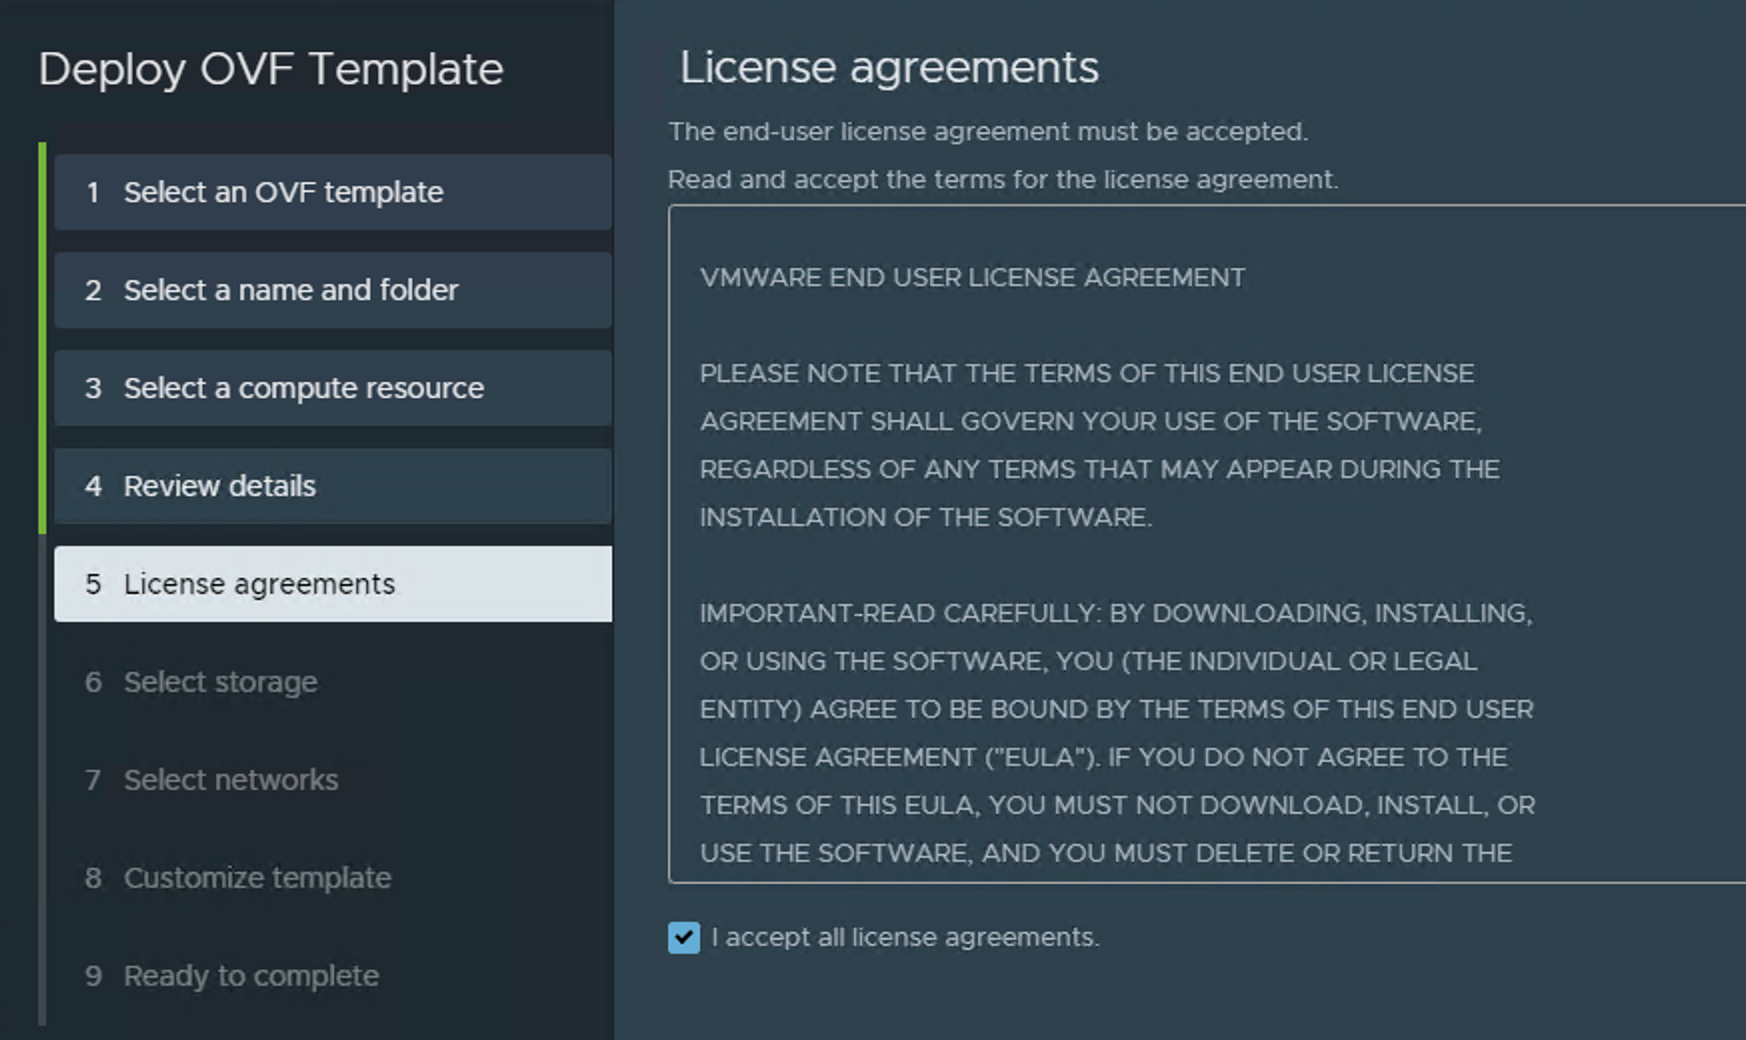 Deploy OVF Template
1 Select an OVF template
2 Select a name and folder
3 Select a compute resource
4 Review details
5 License agreements
6 Select storage
7 Select networks
8 Customize template
9 Ready to complete
License agreements
The end-user license agreement must be accepted.
Read and accept the terms for the license agreement.
VMWARE END USER LICENSE AGREEMENT
PLEASE NOTE THAT THE TERMS OF THIS END USER LICENSE
AGREEMENT SHALL GOVERN YOUR USE OF THE SOFTWARE,
REGARDLESS OF ANY TERMS THAT MAY APPEAR DURING THE
INSTALLATION OF THE SOFTWARE.
IMPORTANT-READ CAREFULLY: BY DOWNLOADING, INSTALLING,
OR USING THE SOFTWARE, YOU (THE INDIVIDUAL OR LEGAL
ENTITY) AGREE TO BE BOUND BY THE TERMS OF THIS END USER
LICENSE AGREEMENT ("EULA"). IF YOU DO NOT AGREE TO THE
TERMS OF THIS EULA, YOU MUST NOT DOWNLOAD, INSTALL, OR
USE THE SOFTWARE, AND YOU MUST DELETE OR RETURN THE
I accept all license agreements.